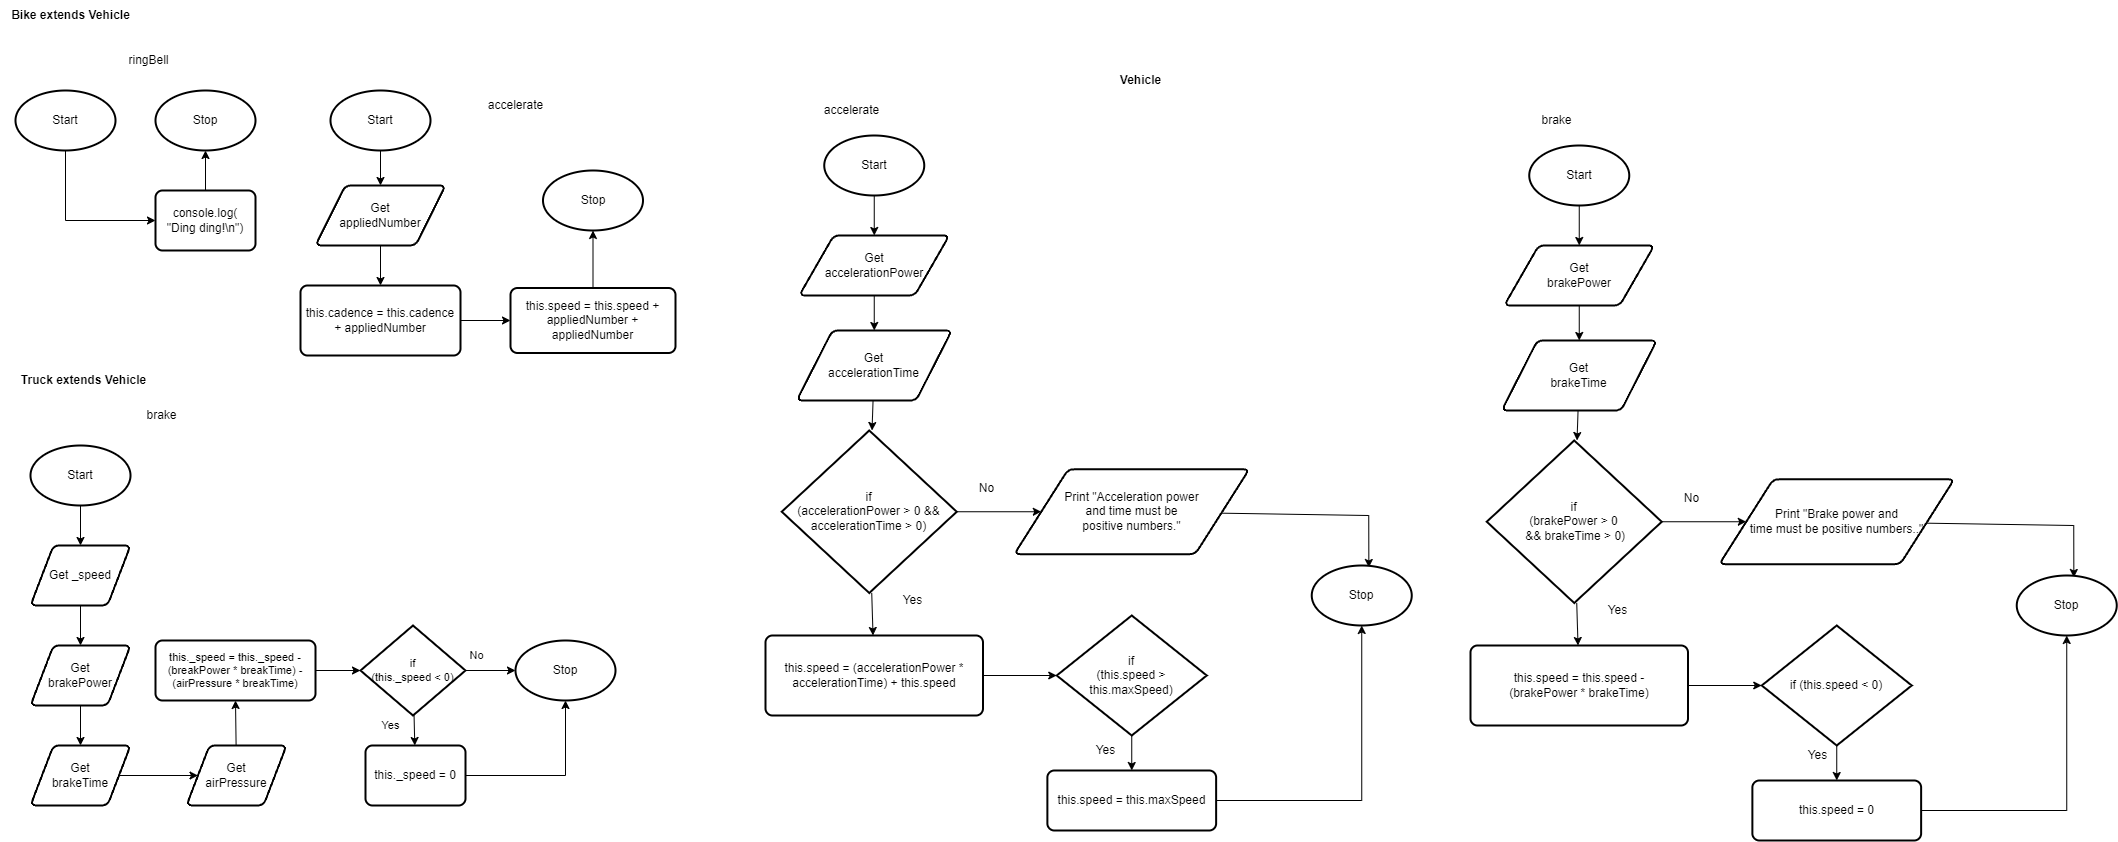 Bike extends Vehicle
ringBell
Start
Stop
console.log(
"Ding ding!\n")
accelerate
Start
Get
appliedNumber
this.cadence = this.cadence
+ appliedNumber
this.speed = this.speed +
appliedNumber +
appliedNumber
Stop
Truck extends Vehicle
brake
Start
Get _speed
Get
brakePower
Get
brakeTime
Get
airPressure
this._speed = this._speed -
(breakPower * breakTime) -
(airPressure * breakTime)
if
(this._speed < 0)
No
Stop
Yes
this._speed = 0
Vehicle
accelerate
Start
Get
accelerationPower
Get
accelerationTime
if
(accelerationPower > 0 &&
accelerationTime > 0)
No
Print "Acceleration power
and time must be
positive numbers."
Stop
Yes
this.speed = (accelerationPower *
accelerationTime) + this.speed
if
(this.speed >
this.maxSpeed)
Yes
this.speed = this.maxSpeed
brake
Start
Get
brakePower
Get
brakeTime
if
(brakePower > 0
&& brakeTime > 0)
No
Print "Brake power and
time must be positive numbers.."
Stop
Yes
this.speed = this.speed -
(brakePower * brakeTime)
if (this.speed < 0)
Yes
this.speed = 0